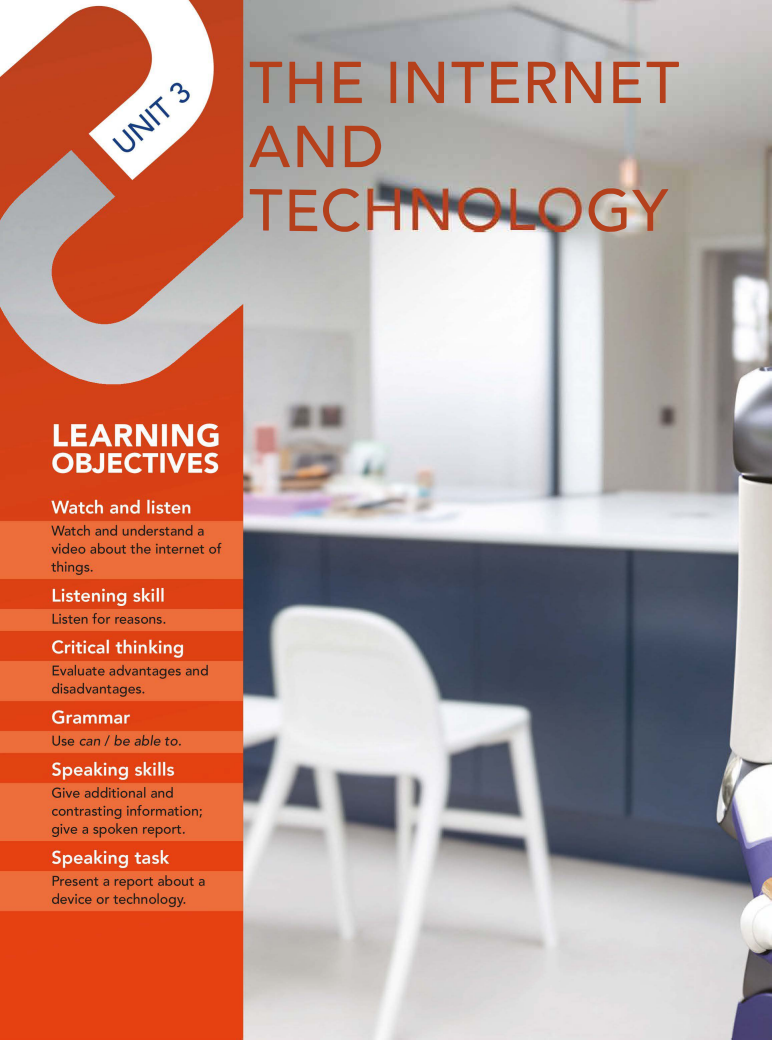 UNIT 3
THE INTERNET
AND
TECHNOLOGY
LEARNING
OBJECTIVES
Watch and listen
Watch and understand a
video about the internet of
things.
Listening skill
Listen for reasons.
Critical thinking
Evaluate advantages and
disadvantages.
Grammar
Use can / be able to.
Speaking skills
Give additional and
contrasting information;
give a spoken report.
Speaking task
Present a report about a
device or technology.